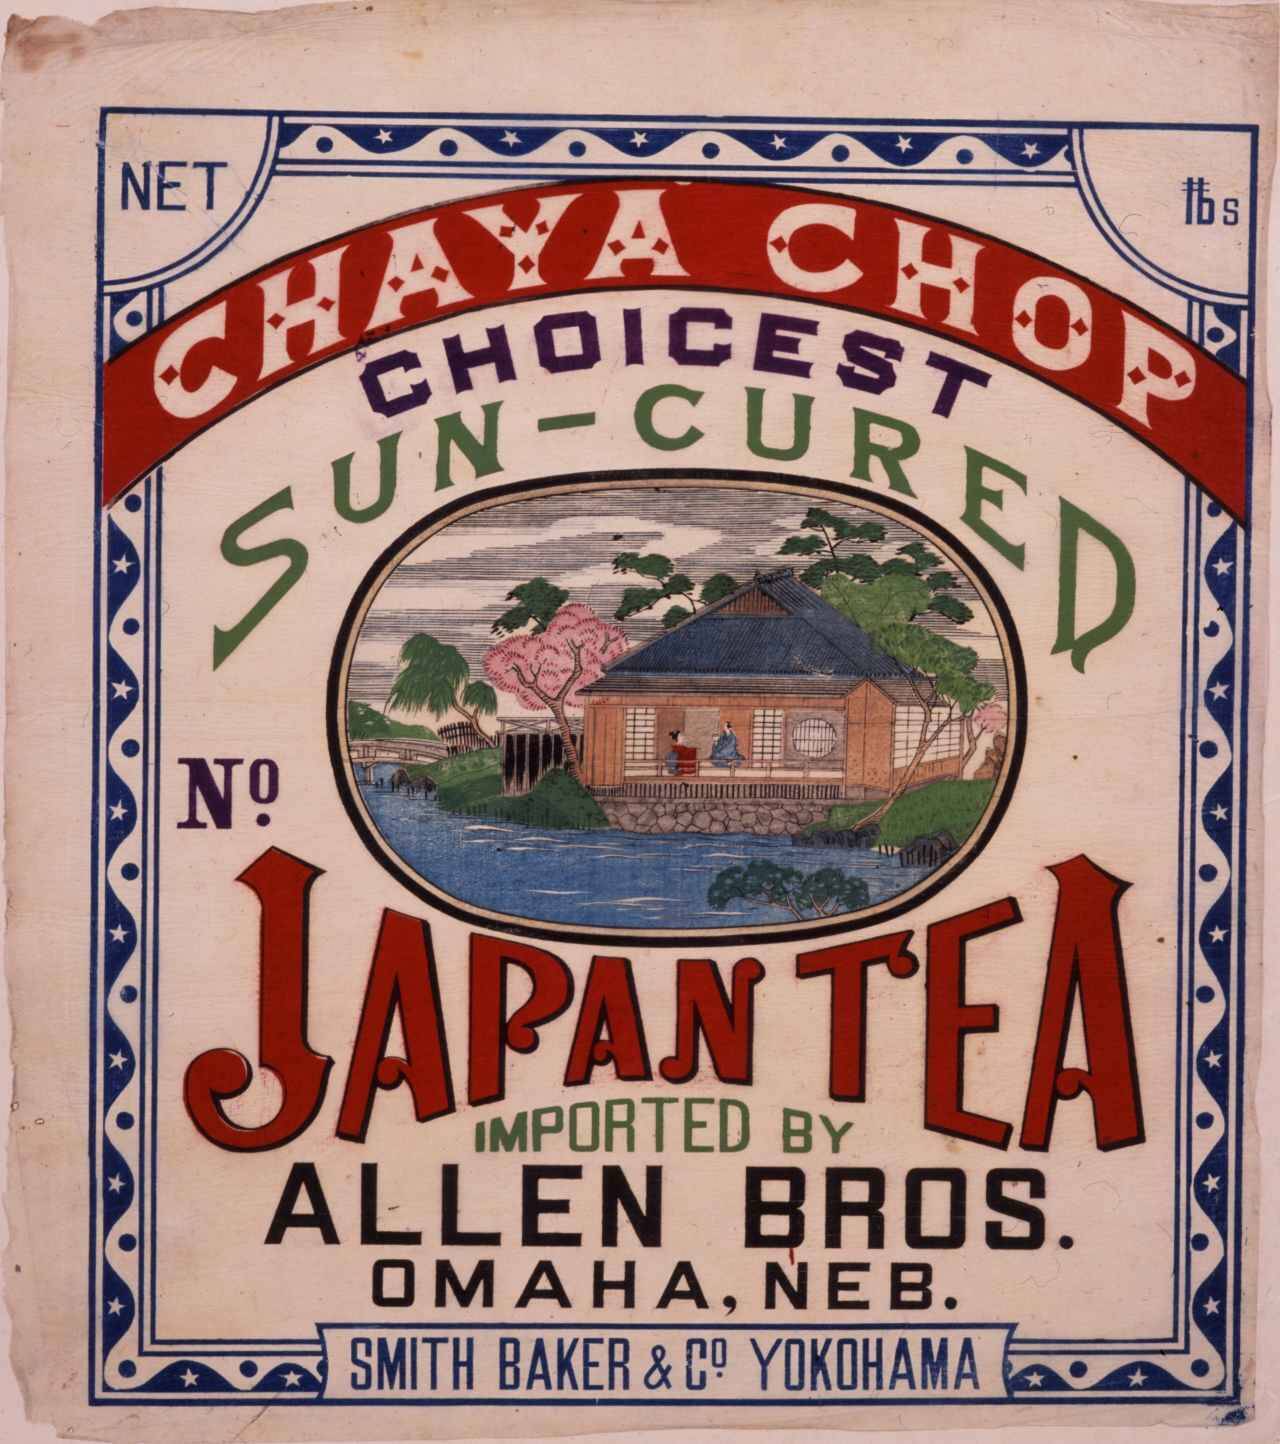 NET
lbs
CHAYA CHOP
CHOICEST
SUN-CURED
No.
JAPAN TEA
IMPORTED BY
ALLEN BROS.
OMAHA, NEB.
SMITH BAKER & Co. YOKOHAMA